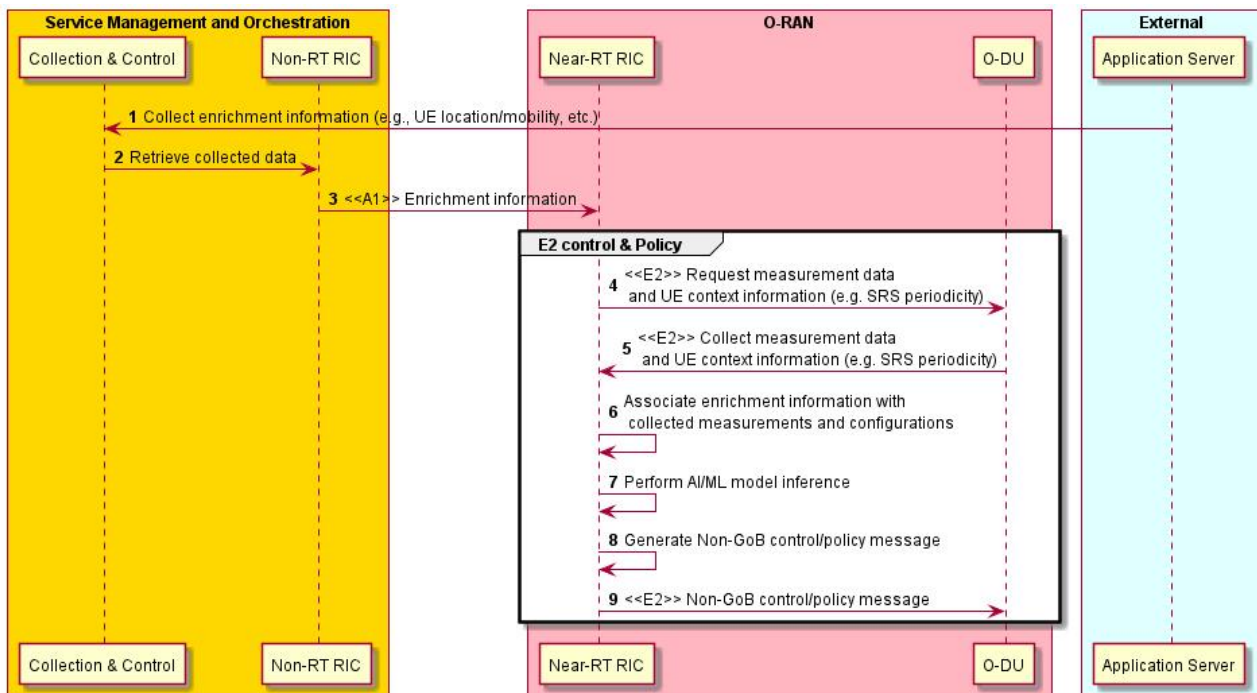 Service Management and Orchestration
O-RAN
External
Collection & Control
Non-RT RIC
Near-RT RIC
O-DU
Application Server
1 Collect enrichment information (e.g., UE location/mobility, etc.)
2 Retrieve collected data
3 <<A1>> Enrichment information
E2 control & Policy
4 <<E2>> Request measurement data
and UE context information (e.g. SRS periodicity)
5 <<E2>> Collect measurement data
and UE context information (e.g. SRS periodicity)
6 Associate enrichment information with
collected measurements and configurations
7 Perform AI/ML model inference
8 Generate Non-GoB control/policy message
9 <<E2>> Non-GoB control/policy message
Collection & Control
Non-RT RIC
Near-RT RIC
O-DU
Application Server